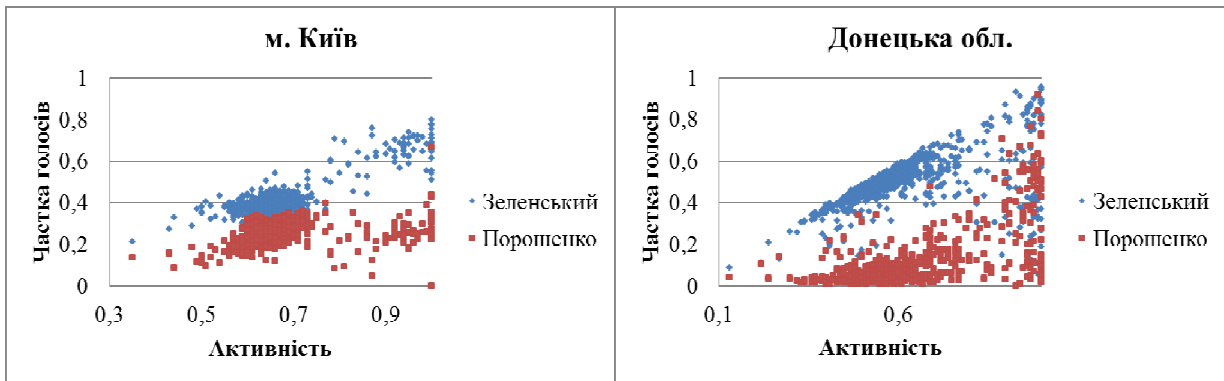 м. Київ
Частка голосів
1
0,8
0,6
0,4
0,2
0
0,3
0,5
0,7
0,9
Активність
Зеленський
Порошенко
Донецька обл.
Частка голосів
1
0,8
0,6
0,4
0,2
0
0,1
0,6
Активність
Зеленський
Порошенко